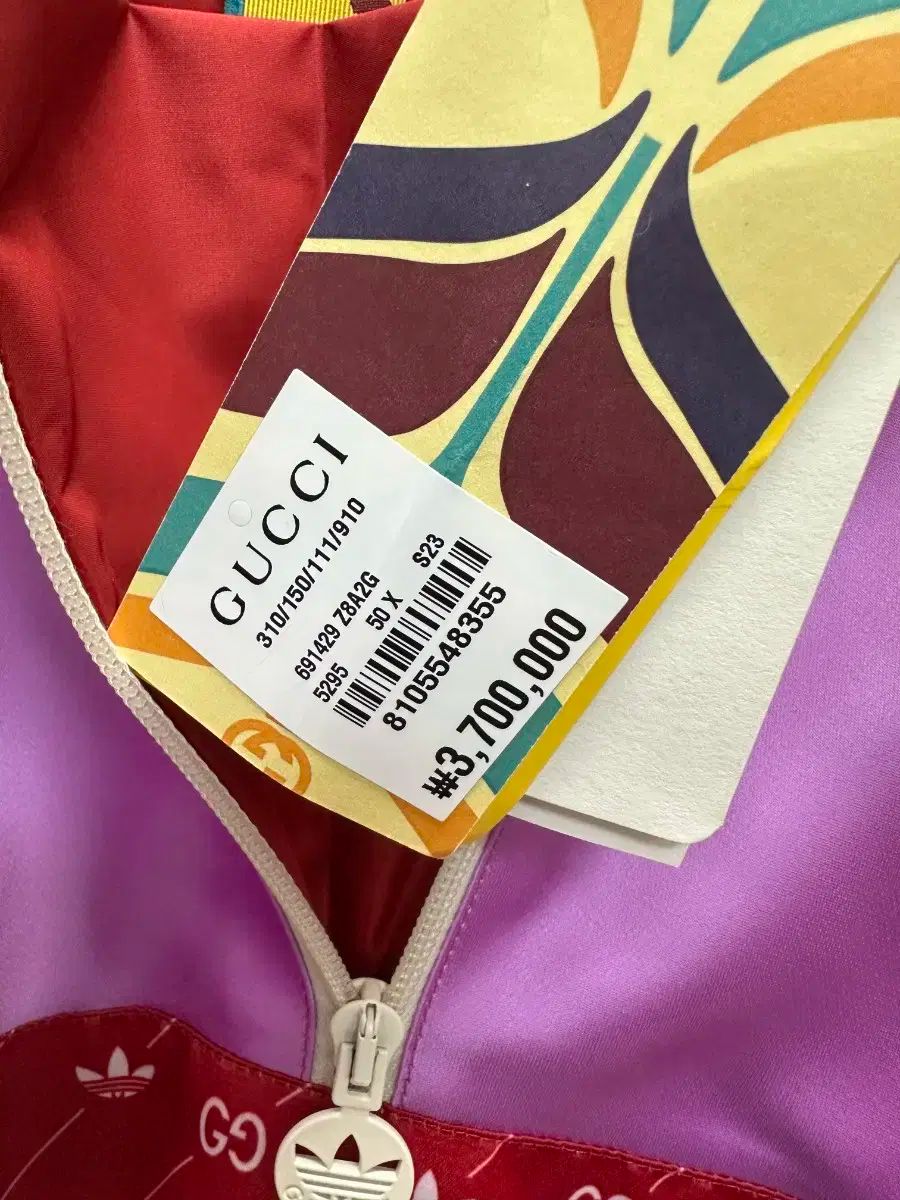 GUCCI
310/150/111/910
691429 Z8A2G S23
5295 50 X
8105548355
₩3,700,000
GG